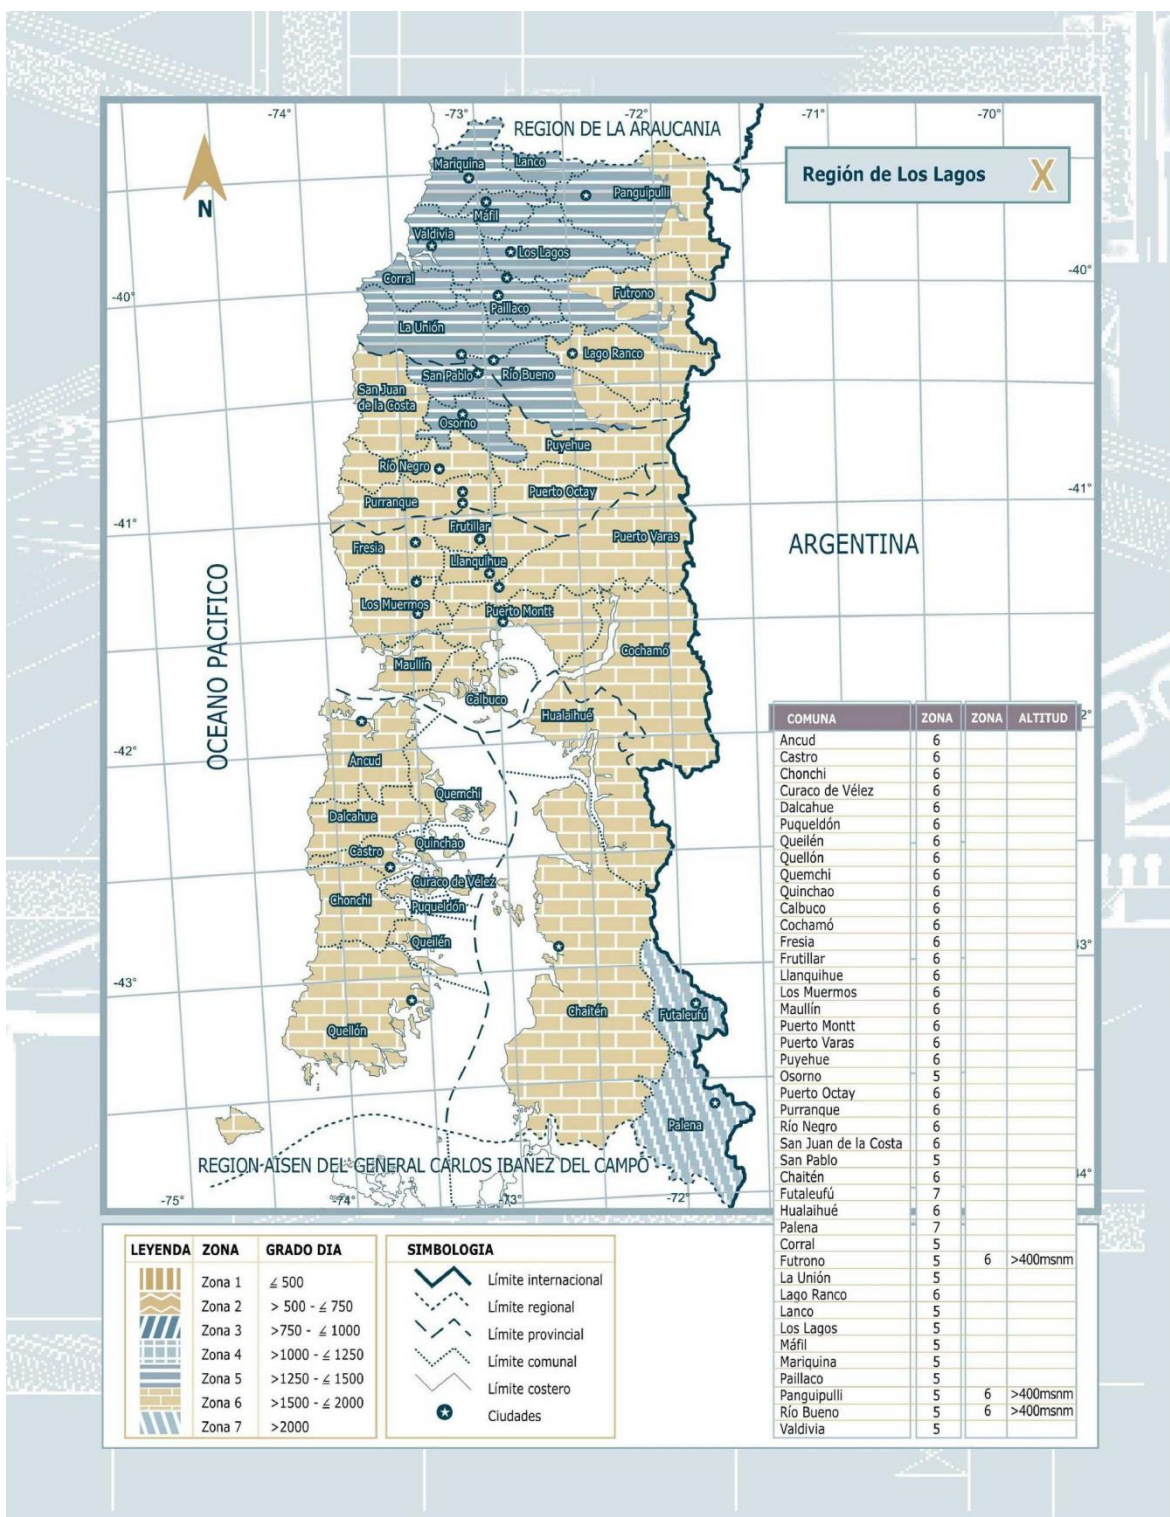 -74°
-73°
-72°
-71°
-70°
REGION DE LA ARAUCANIA
Región de Los Lagos X
N
Mariquina
Lanco
Panguipulli
Máfil
Valdivia
Los Lagos
Corral
-40°
-40°
Futrono
Paillaco
La Unión
Lago Ranco
San Pablo
Río Bueno
San Juan
de la Costa
Osorno
Puyehue
Río Negro
Puerto Octay
Purranque
-41°
-41°
Frutillar
Fresia
Puerto Varas
ARGENTINA
Llanquihue
Los Muermos
Puerto Montt
OCEANO PACIFICO
Cochamó
Maullín
Calbuco
Hualaihué
-42°
2°
Ancud
Quemchi
Dalcahue
Quinchao
Castro
Curaco de Vélez
Chonchi
Puqueldón
Queilén
-43°
43°
Chaitén
Futaleufú
Quellón
Palena
REGION-AISEN DEL GENERAL CARLOS IBAÑEZ DEL CAMPO
44°
-75°
-74°
-73°
-72°
COMUNA ZONA ZONA ALTITUD
Ancud 6
Castro 6
Chonchi 6
Curaco de Vélez 6
Dalcahue 6
Puqueldón 6
Queilén 6
Quellón 6
Quemchi 6
Quinchao 6
Calbuco 6
Cochamó 6
Fresia 6
Frutillar 6
Llanquihue 6
Los Muermos 6
Maullín 6
Puerto Montt 6
Puerto Varas 6
Puyehue 6
Osorno 5
Puerto Octay 6
Purranque 6
Río Negro 6
San Juan de la Costa 6
San Pablo 5
Chaitén 6
Futaleufú 7
Hualaihué 6
Palena 7
Corral 5
Futrono 5 6 >400msnm
La Unión 5
Lago Ranco 6
Lanco 5
Los Lagos 5
Máfil 5
Mariquina 5
Paillaco 5
Panguipulli 5 6 >400msnm
Río Bueno 5 6 >400msnm
Valdivia 5
LEYENDA ZONA GRADO DIA
Zona 1 ≤ 500
Zona 2 > 500 - ≤ 750
Zona 3 >750 - ≤ 1000
Zona 4 >1000 - ≤ 1250
Zona 5 >1250 - ≤ 1500
Zona 6 >1500 - ≤ 2000
Zona 7 >2000
SIMBOLOGIA
Límite internacional
Límite regional
Límite provincial
Límite comunal
Límite costero
Ciudades